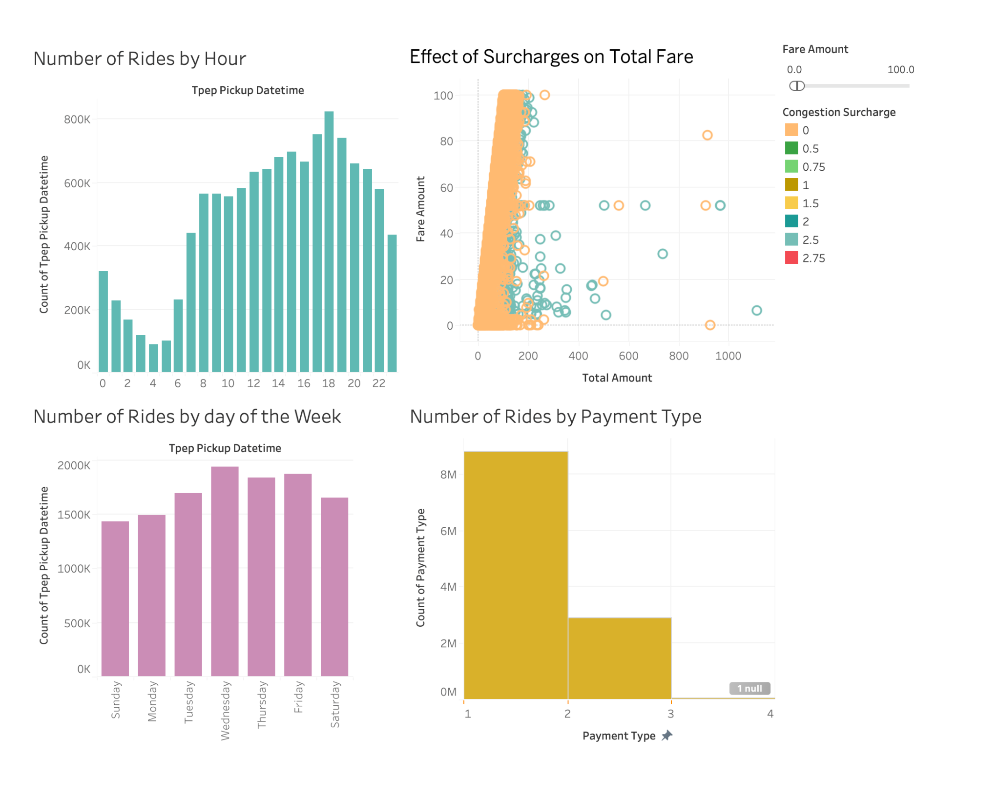 Number of Rides by Hour
Tpep Pickup Datetime
Count of Tpep Pickup Datetime
800K
600K
400K
200K
0K
0 2 4 6 8 10 12 14 16 18 20 22
Effect of Surcharges on Total Fare
Fare Amount
100
80
60
40
20
0
0 200 400 600 800 1000
Total Amount
Fare Amount
0.0 100.0
Congestion Surcharge
0
0.5
0.75
1
1.5
2
2.5
2.75
Number of Rides by day of the Week
Tpep Pickup Datetime
Count of Tpep Pickup Datetime
2000K
1500K
1000K
500K
0K
Sunday Monday Tuesday Wednesday Thursday Friday Saturday
Number of Rides by Payment Type
Count of Payment Type
8M
6M
4M
2M
0M
1 null
1 2 3 4
Payment Type